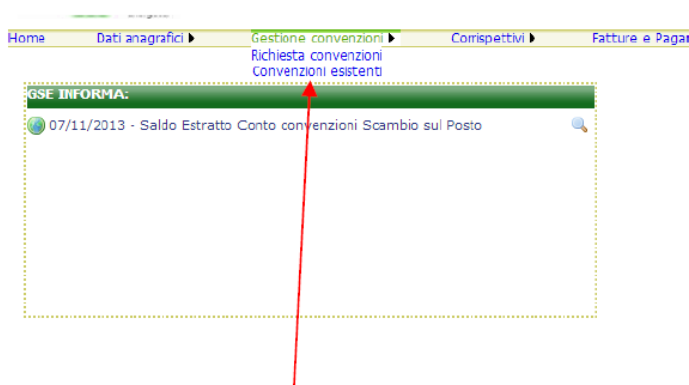 Home Dati anagrafici Gestione convenzioni Corrispettivi Fatture e Pagar
Richiesta convenzioni
Convenzioni esistenti
GSE INFORMA:
07/11/2013 - Saldo Estratto Conto convenzioni Scambio sul Posto